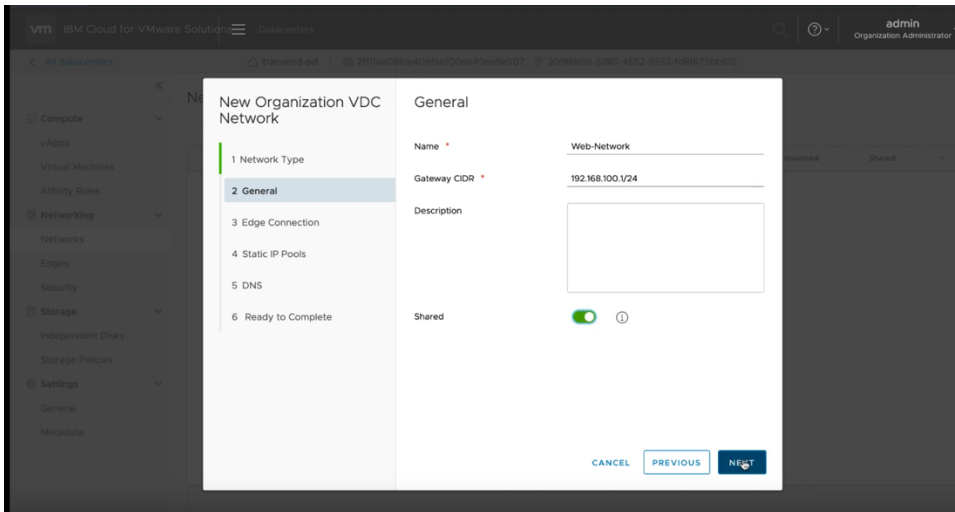 vm IBM Cloud for VMware Solutions Datacenters
admin
Organization Administrator
All datacenters transend-od
Compute
vApps
Virtual Machines
Affinity Rules
Networking
Networks
Edges
Security
Storage
Independent Disks
Storage Policies
Settings
General
Metadata
Shared
New Organization VDC
Network
1 Network Type
2 General
3 Edge Connection
4 Static IP Pools
5 DNS
6 Ready to Complete
General
Name * Web-Network
Gateway CIDR * 192.168.100.1/24
Description
Shared
CANCEL PREVIOUS NEXT